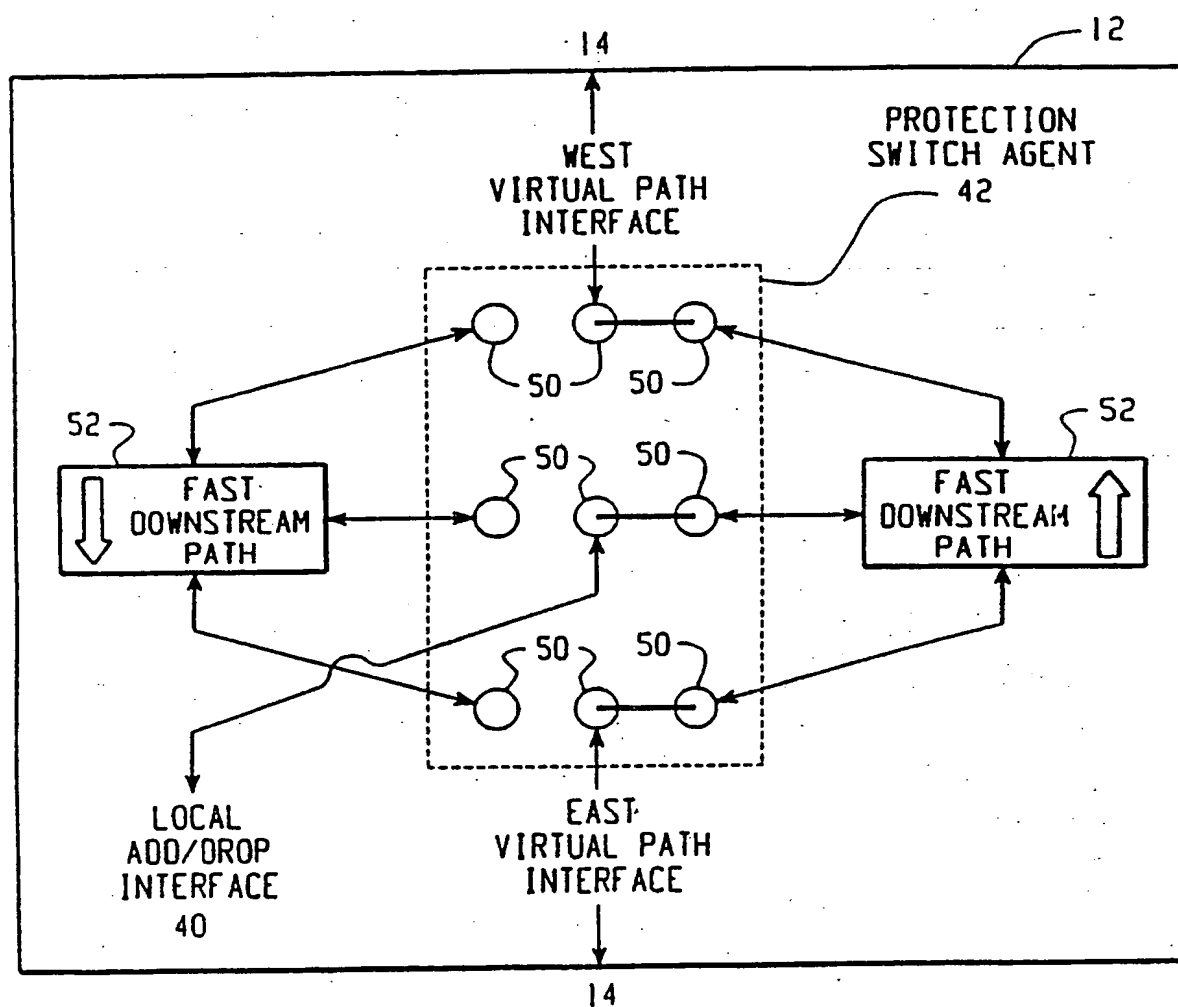 14
12
PROTECTION
SWITCH AGENT
42
WEST
VIRTUAL PATH
INTERFACE
50
50
52
FAST
DOWNSTREAM
PATH
50
50
52
FAST
DOWNSTREAM
PATH
50
50
LOCAL
ADD/DROP
INTERFACE
40
EAST
VIRTUAL PATH
INTERFACE
14